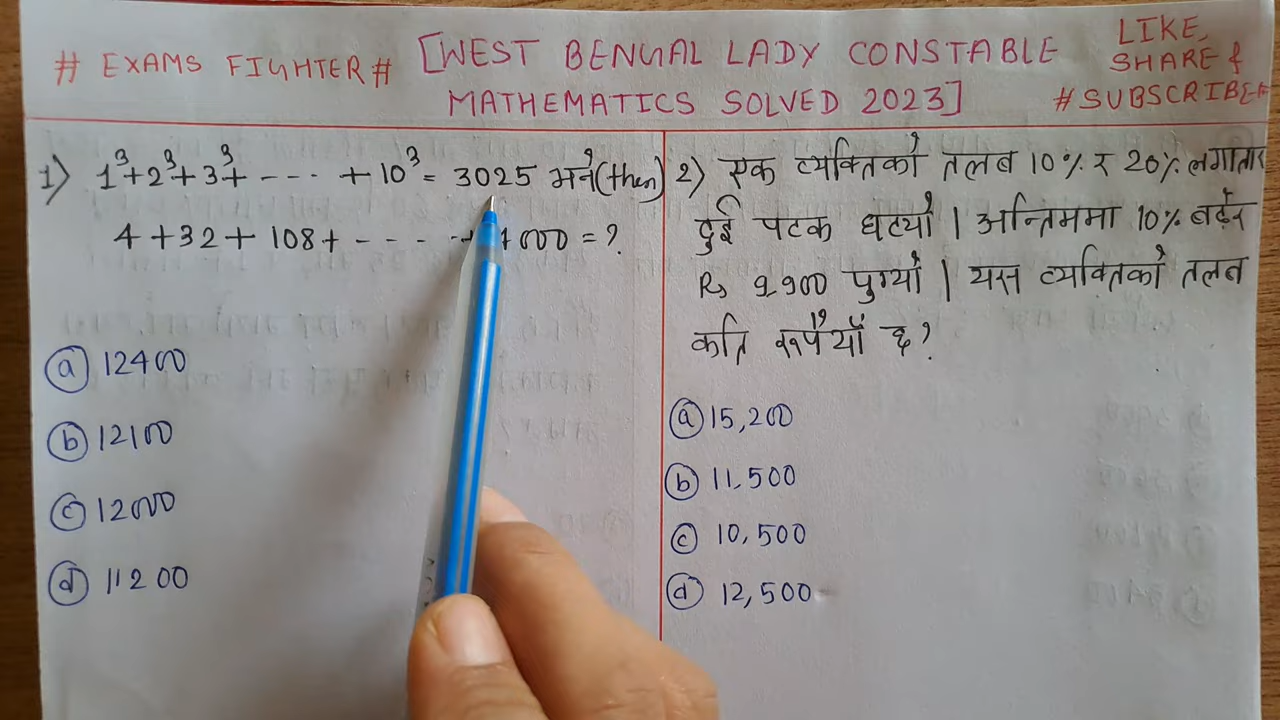 # EXAMS FIGHTER #
[WEST BENGAL LADY CONSTABLE
MATHEMATICS SOLVED 2023]
LIKE,
SHARE &
#SUBSCRIBE#
1) 1³+2³+3³+ - - - - + 10³ = 3025 भने (then)
4 + 32 + 108 + - - - - + 4000 = ?
ⓐ 12400
ⓑ 12100
ⓒ 12000
ⓓ 11200
2) एक व्यक्तिको तलब 10% र 20% लगातार
दुई पटक घट्यो । अन्तिममा 10% बढेर
Rs 9900 पुग्यो । यस व्यक्तिको तलब
कति रूपैयाँ छ ?
ⓐ 15,200
ⓑ 11,500
ⓒ 10,500
ⓓ 12,500